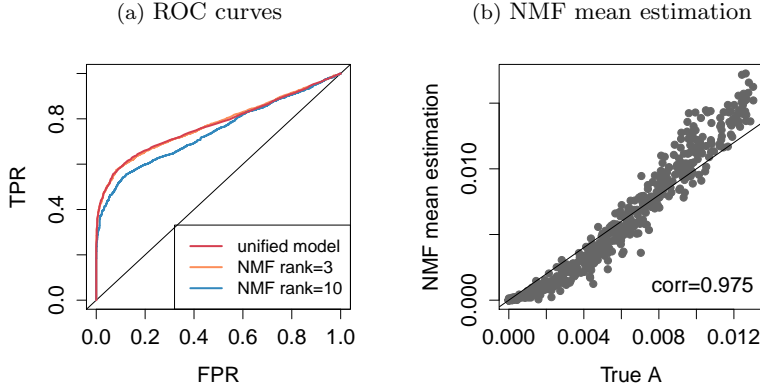 (a) ROC curves
TPR
0.0 0.4 0.8
0.0 0.2 0.4 0.6 0.8 1.0
FPR
unified model
NMF rank=3
NMF rank=10
(b) NMF mean estimation
NMF mean estimation
0.000 0.010
0.000 0.004 0.008 0.012
True A
corr=0.975